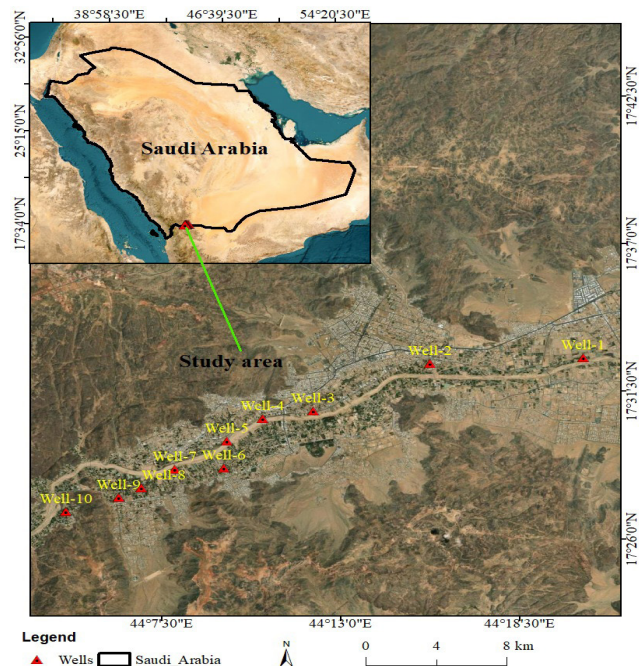 38°58'30"E 46°39'30"E 54°20'30"E
32°56'0"N
25°15'0"N
17°34'0"N
Saudi Arabia
Study area
17°42'30"N
17°37'0"N
17°31'30"N
17°26'0"N
Well-1
Well-2
Well-3
Well-4
Well-5
Well-6
Well-7
Well-8
Well-9
Well-10
44°7'30"E 44°13'0"E 44°18'30"E
Legend
Wells Saudi Arabia
N
0 4 8 km